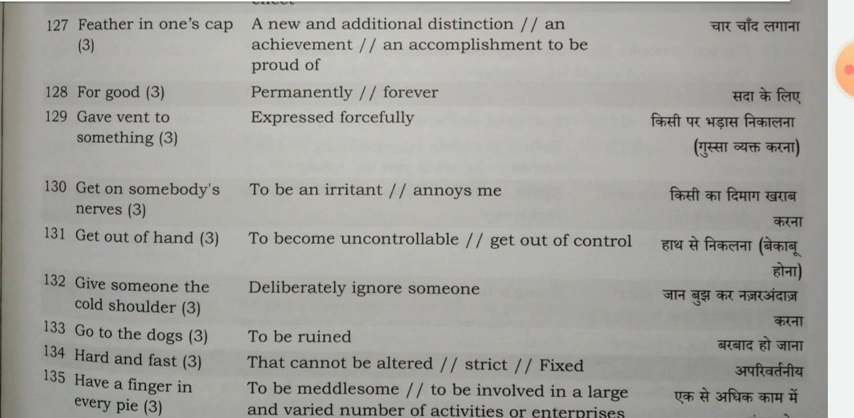 127 Feather in one's cap A new and additional distinction // an चार चाँद लगाना
(3) achievement // an accomplishment to be
proud of
128 For good (3) Permanently // forever सदा के लिए
129 Gave vent to Expressed forcefully किसी पर भड़ास निकालना
something (3) (गुस्सा व्यक्त करना)
130 Get on somebody's To be an irritant // annoys me किसी का दिमाग खराब
nerves (3) करना
131 Get out of hand (3) To become uncontrollable // get out of control हाथ से निकलना (बेकाबू
होना)
132 Give someone the Deliberately ignore someone जान बुझ कर नज़रअंदाज़
cold shoulder (3) करना
133 Go to the dogs (3) To be ruined बरबाद हो जाना
134 Hard and fast (3) That cannot be altered // strict // Fixed अपरिवर्तनीय
135 Have a finger in To be meddlesome // to be involved in a large एक से अधिक काम में
every pie (3) and varied number of activities or enterprises